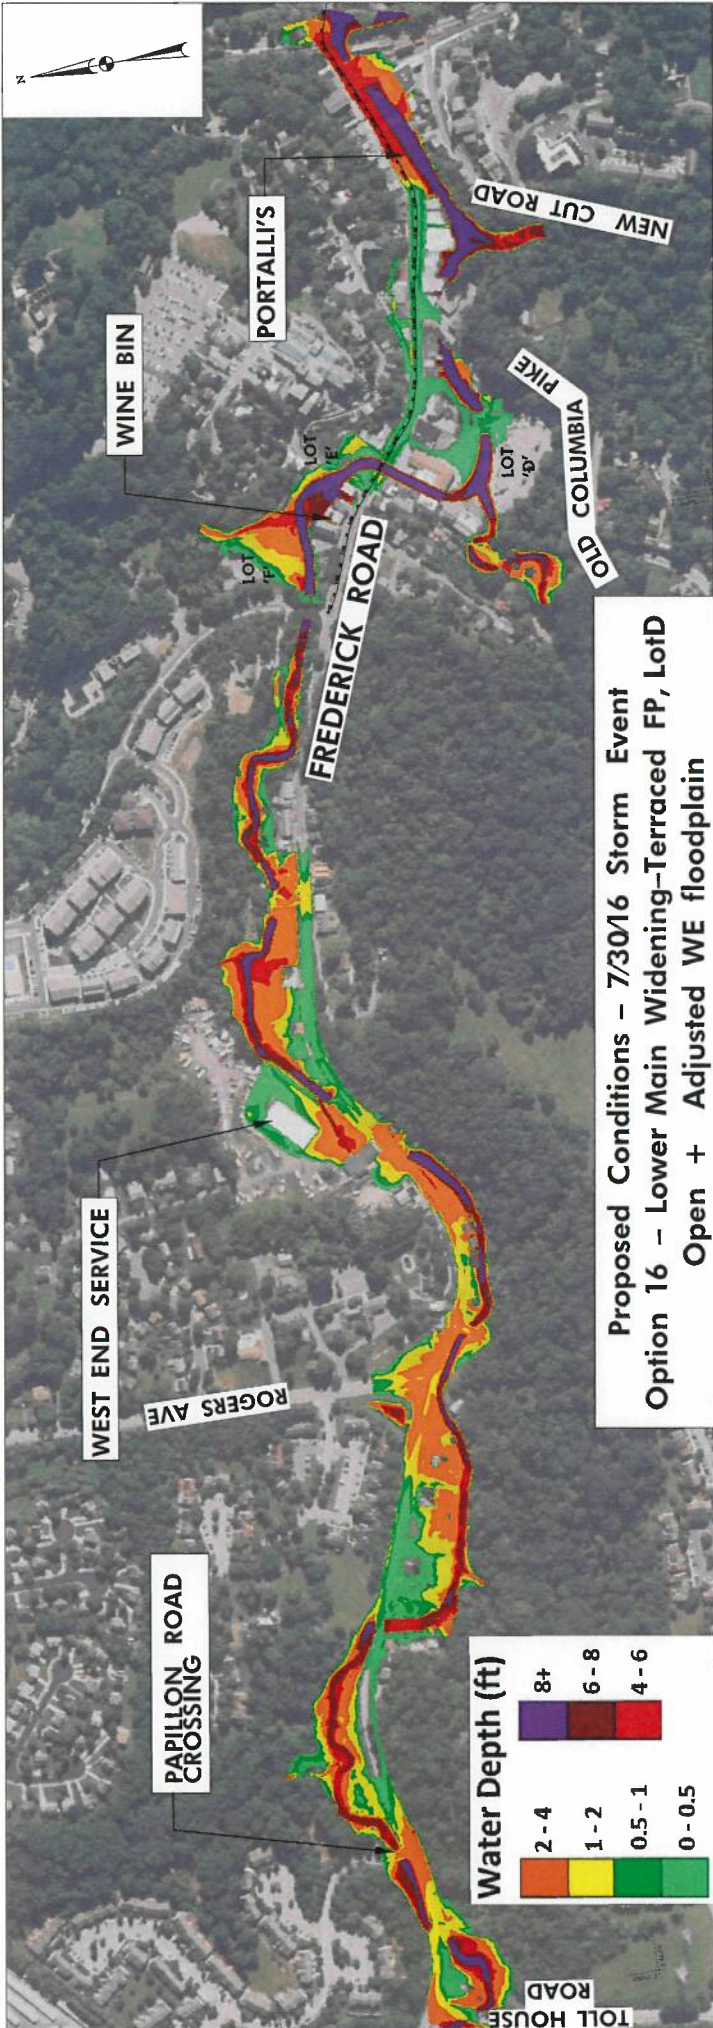 N
PORTALLI'S
NEW CUT ROAD
WINE BIN
LOT
'E'
LOT
'F'
LOT
'D'
OLD COLUMBIA
PIKE
FREDERICK ROAD
WEST END SERVICE
ROGERS AVE
PAPILLON ROAD
CROSSING
TOLL HOUSE
ROAD
Water Depth (ft)
2 - 4
1 - 2
0.5 - 1
0 - 0.5
8+
6 - 8
4 - 6
Proposed Conditions - 7/30/16 Storm Event
Option 16 - Lower Main Widening-Terraced FP, LotD
Open + Adjusted WE floodplain